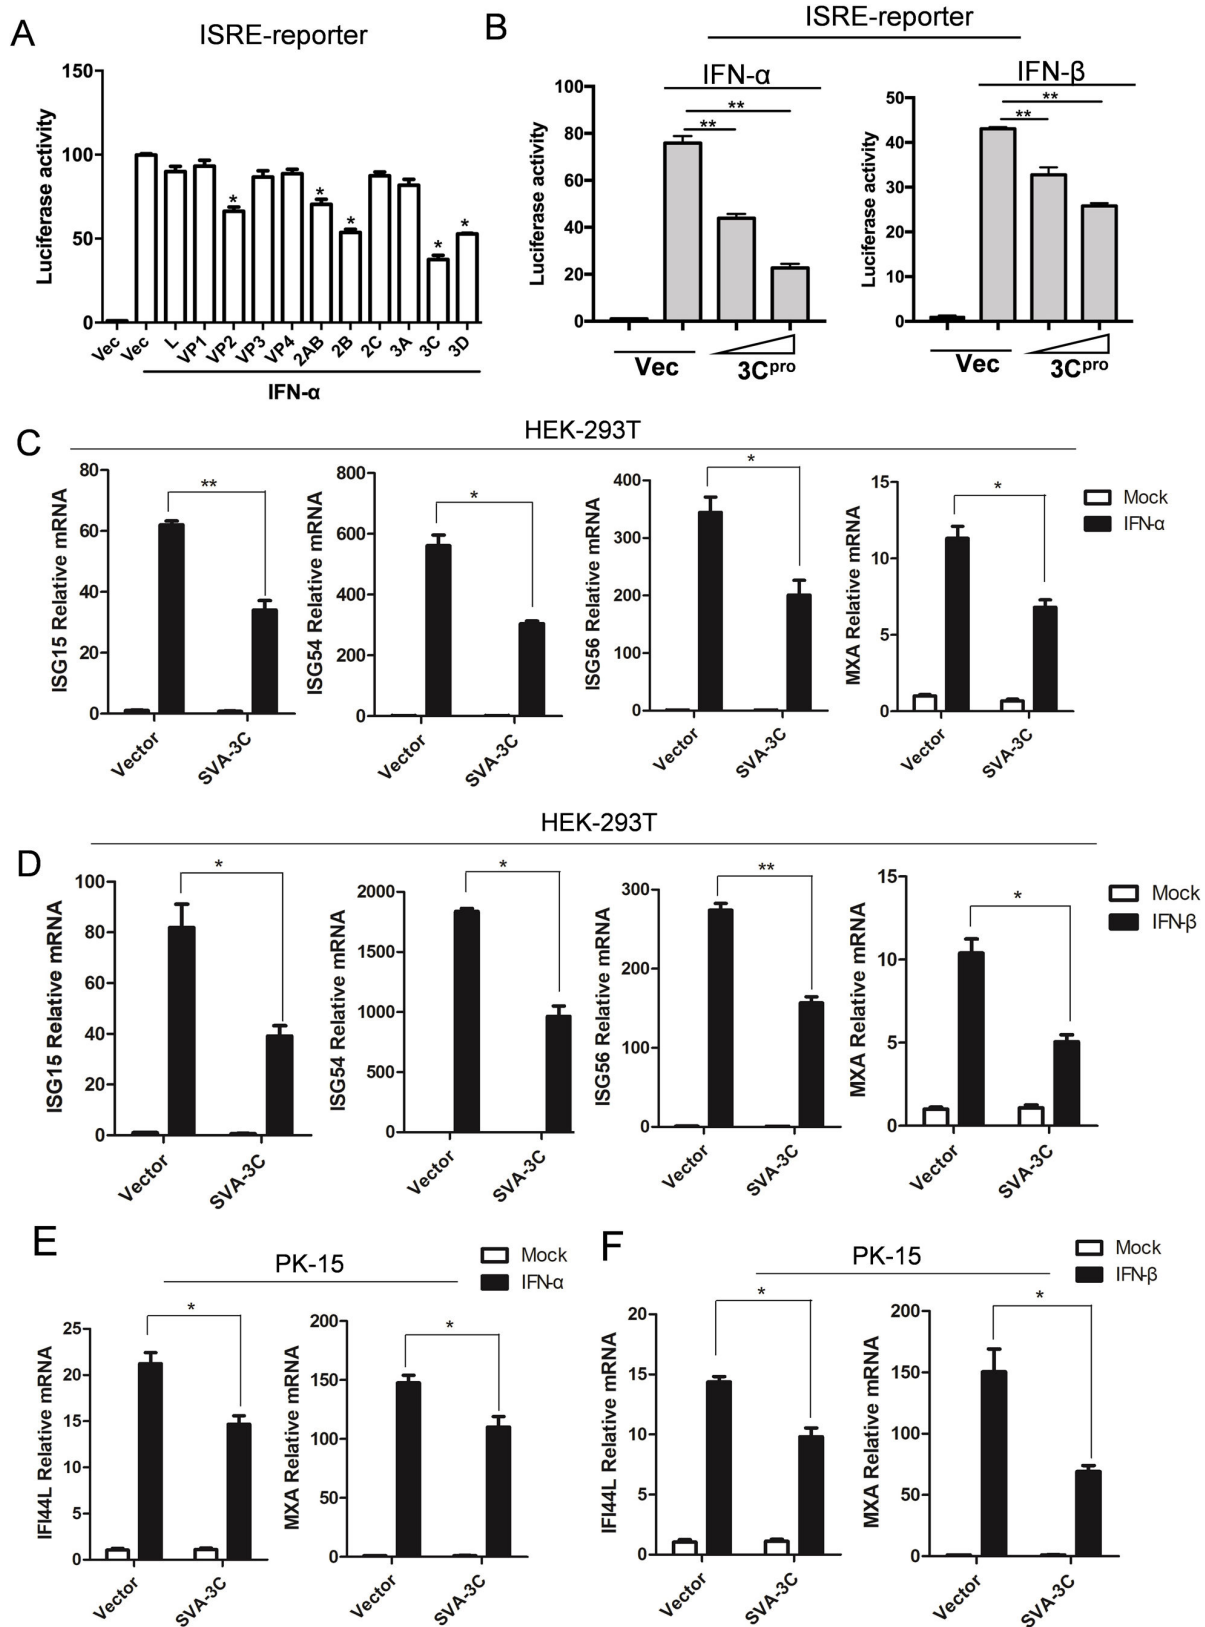 A
ISRE-reporter
Luciferase activity
150
100
50
0
* * * * *
Vec Vec L VP1 VP2 VP3 VP4 2AB 2B 2C 3A 3C 3D
IFN-α
B
ISRE-reporter
IFN-α
**
**
Luciferase activity
100
80
60
40
20
0
Vec 3Cpro
IFN-β
**
**
Luciferase activity
50
40
30
20
10
0
Vec 3Cpro
C
HEK-293T
ISG15 Relative mRNA
80
60
40
20
0
**
Vector SVA-3C
ISG54 Relative mRNA
800
600
400
200
0
*
Vector SVA-3C
ISG56 Relative mRNA
400
300
200
100
0
*
Vector SVA-3C
MXA Relative mRNA
15
10
5
0
*
Vector SVA-3C
Mock
IFN-α
D
HEK-293T
ISG15 Relative mRNA
100
80
60
40
20
0
*
Vector SVA-3C
ISG54 Relative mRNA
2000
1500
1000
500
0
*
Vector SVA-3C
ISG56 Relative mRNA
300
200
100
0
**
Vector SVA-3C
MXA Relative mRNA
15
10
5
0
*
Vector SVA-3C
Mock
IFN-β
E
PK-15
Mock
IFN-α
IFI44L Relative mRNA
25
20
15
10
5
0
*
Vector SVA-3C
MXA Relative mRNA
200
150
100
50
0
*
Vector SVA-3C
F
PK-15
Mock
IFN-β
IFI44L Relative mRNA
20
15
10
5
0
*
Vector SVA-3C
MXA Relative mRNA
200
150
100
50
0
*
Vector SVA-3C